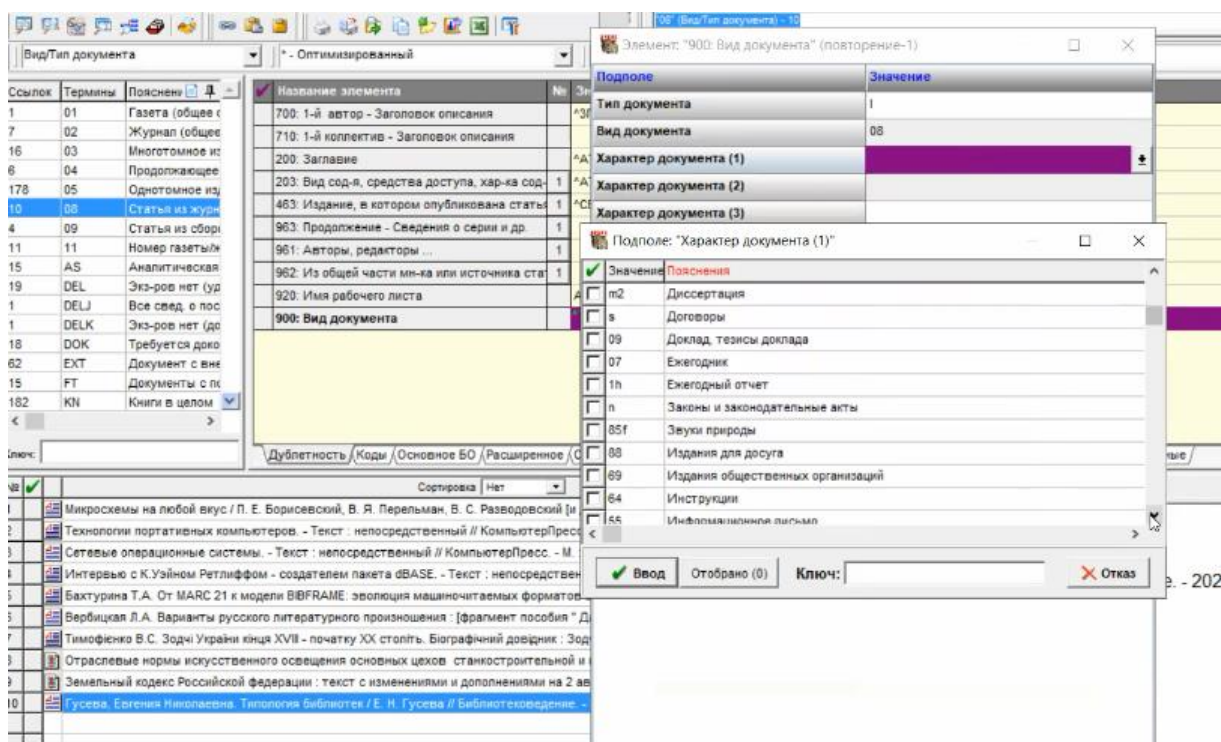 "08" (Вид/Тип документа) - 10
Вид/Тип документа
* - Оптимизированный
Ссылок Термины Пояснени
1 01 Газета (общее с
7 02 Журнал (общее
16 03 Многотомное из
6 04 Продолжающее
178 05 Однотомное изд
10 08 Статья из журн
4 09 Статья из сборн
11 11 Номер газеты/ж
15 AS Аналитическая
19 DEL Экз-ров нет (уд
1 DELJ Все свед. о пос
1 DELK Экз-ров нет (до
18 DOK Требуется доко
62 EXT Документ с вне
15 FT Документы с по
182 KN Книги в целом
Ключ:
Название элемента №
700: 1-й автор - Заголовок описания
710: 1-й коллектив - Заголовок описания
200: Заглавие
203: Вид сод-я, средства доступа, хар-ка сод- 1
463: Издание, в котором опубликована статья 1
963: Продолжение - Сведения о серии и др. 1
961: Авторы, редакторы ... 1
962: Из общей части мн-ка или источника стат 1
920: Имя рабочего листа
900: Вид документа
Дублетность Коды Основное БО Расширенное
Элемент: "900: Вид документа" (повторение-1)
Подполе Значение
Тип документа l
Вид документа 08
Характер документа (1)
Характер документа (2)
Характер документа (3)
Подполе: "Характер документа (1)"
Значение Пояснения
m2 Диссертация
s Договоры
09 Доклад, тезисы доклада
07 Ежегодник
1h Ежегодный отчет
n Законы и законодательные акты
85f Звуки природы
88 Издания для досуга
69 Издания общественных организаций
64 Инструкции
55 Информационное письмо
Ввод Отобрано (0) Ключ: Отказ
№ Сортировка Нет
Микросхемы на любой вкус / П. Е. Борисевский, В. Я. Перельман, В. С. Разводовский [и
Технологии портативных компьютеров. - Текст : непосредственный // КомпьютерПресс
Сетевые операционные системы. - Текст : непосредственный // КомпьютерПресс. - М.
Интервью с К.Уэйном Ретлиффом - создателем пакета dBASE. - Текст : непосредствен
Бахтурина Т.А. От MARC 21 к модели BIBFRAME: эволюция машиночитаемых форматов
Вербицкая Л.А. Варианты русского литературного произношения : [фрагмент пособия " Д
Тимофієнко В.С. Зодчі України кінця XVII - початку XX століть. Біографічний довідник : Зод
Отраслевые нормы искусственного освещения основных цехов станкостроительной и
Земельный кодекс Российской федерации : текст с изменениями и дополнениями на 2 ав
10 Гусева, Евгения Николаевна. Типология библиотек / Е. Н. Гусева // Библиотековедение. -
е. - 202